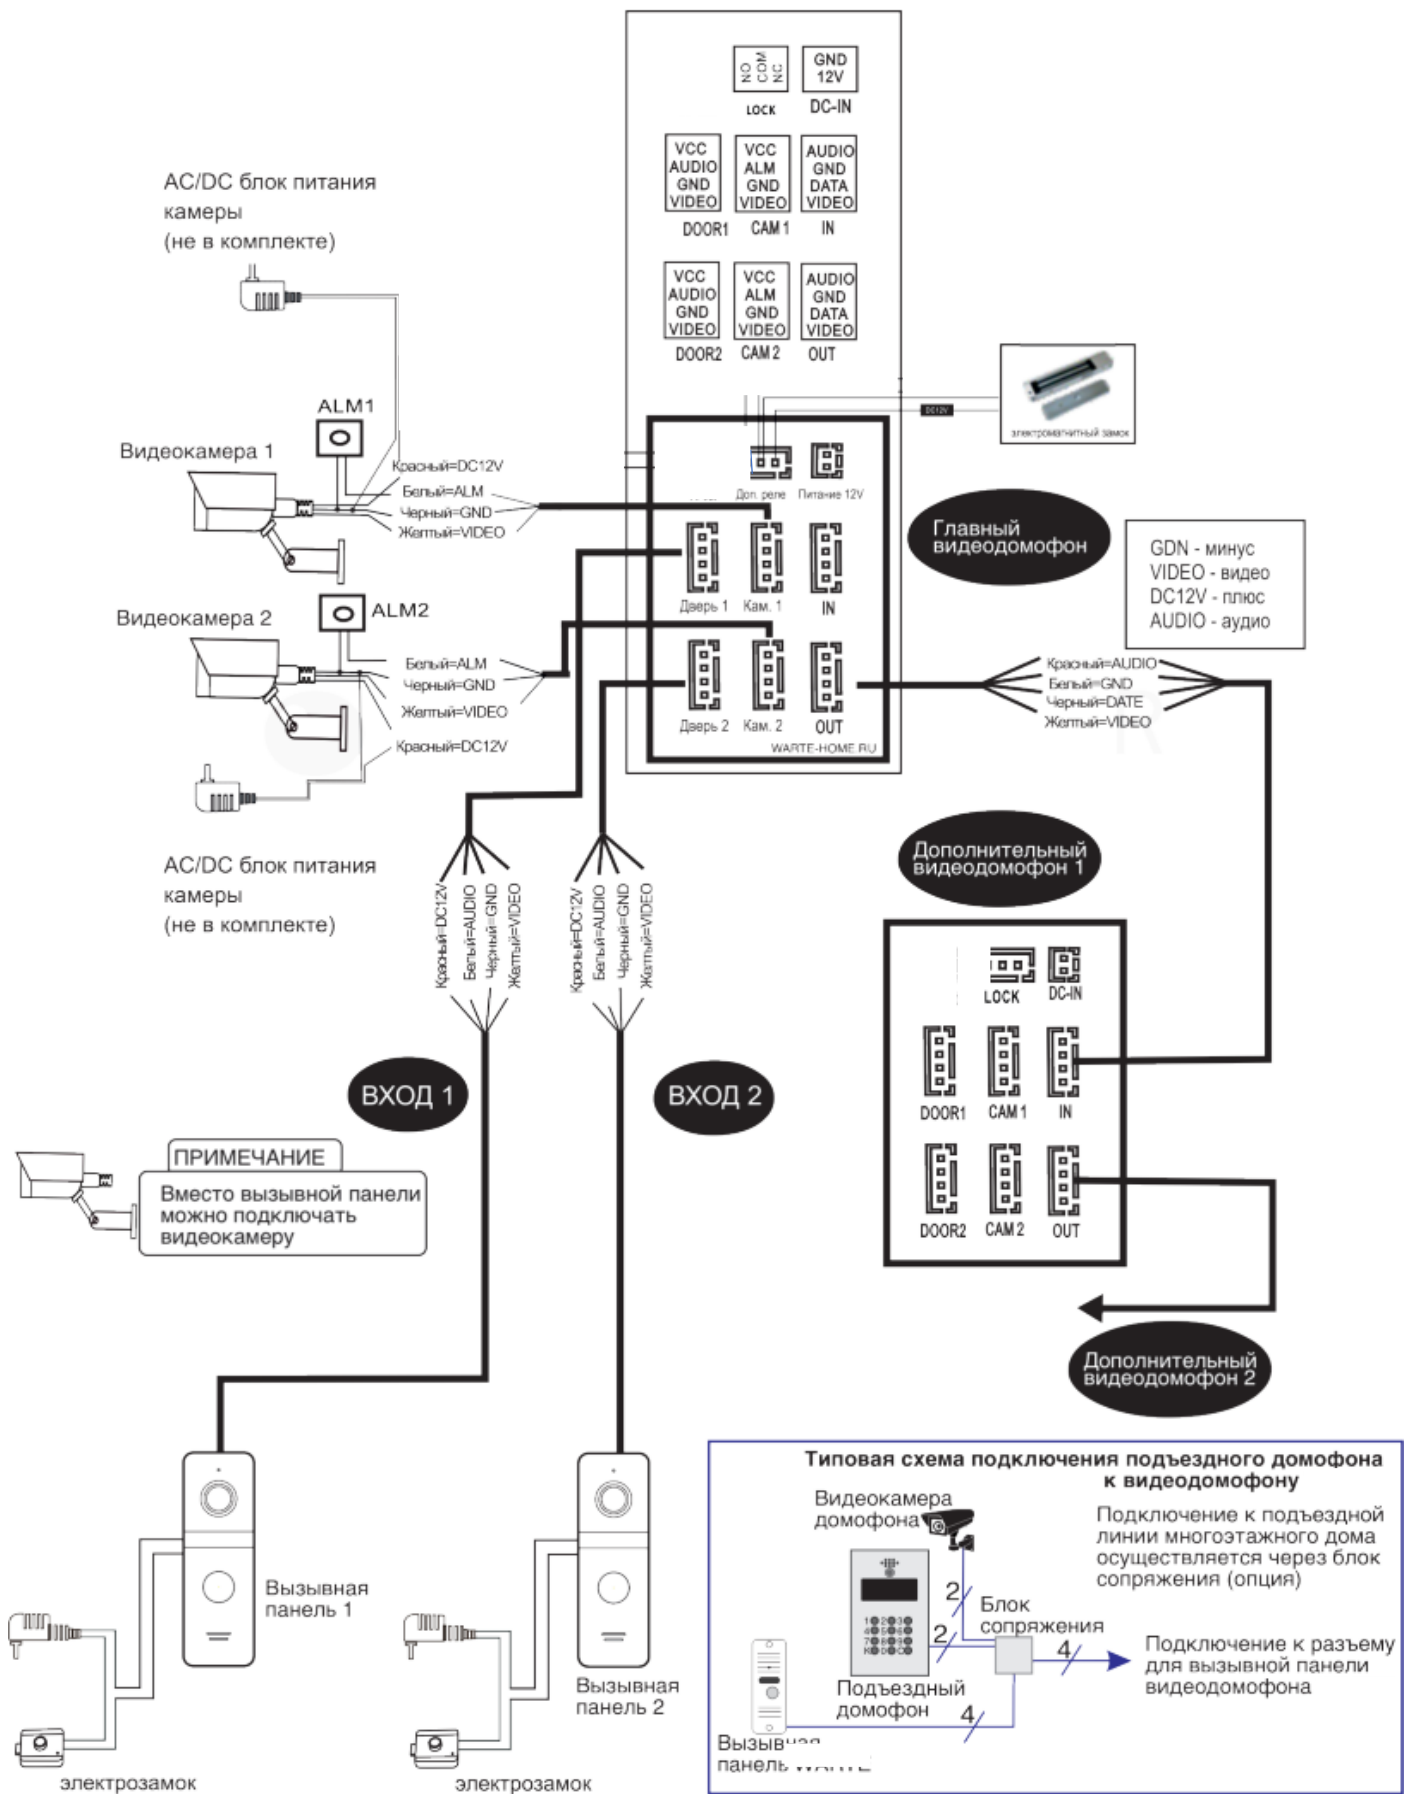 NO
COM
NC
LOCK
GND
12V
DC-IN
VCC
AUDIO
GND
VIDEO
DOOR1
VCC
ALM
GND
VIDEO
CAM 1
AUDIO
GND
DATA
VIDEO
IN
VCC
AUDIO
GND
VIDEO
DOOR2
VCC
ALM
GND
VIDEO
CAM 2
AUDIO
GND
DATA
VIDEO
OUT
AC/DC блок питания
камеры
(не в комплекте)
ALM1
Видеокамера 1
Красный=DC12V
Белый=ALM
Черный=GND
Желтый=VIDEO
ALM2
Видеокамера 2
Белый=ALM
Черный=GND
Желтый=VIDEO
Красный=DC12V
AC/DC блок питания
камеры
(не в комплекте)
DC12V
электромагнитный замок
Доп. реле
Питание 12V
Дверь 1
Кам. 1
IN
Дверь 2
Кам. 2
OUT
WARTE-HOME.RU
Главный
видеодомофон
GDN - минус
VIDEO - видео
DC12V - плюс
AUDIO - аудио
Красный=AUDIO
Белый=GND
Черный=DATE
Желтый=VIDEO
Дополнительный
видеодомофон 1
LOCK
DC-IN
DOOR1
CAM 1
IN
DOOR2
CAM 2
OUT
Дополнительный
видеодомофон 2
Красный=DC12V
Белый=AUDIO
Черный=GND
Желтый=VIDEO
Красный=DC12V
Белый=AUDIO
Черный=GND
Желтый=VIDEO
ВХОД 1
ВХОД 2
ПРИМЕЧАНИЕ
Вместо вызывной панели
можно подключать
видеокамеру
Вызывная
панель 1
электрозамок
Вызывная
панель 2
электрозамок
Типовая схема подключения подъездного домофона
к видеодомофону
Видеокамера
домофона
Подключение к подъездной
линии многоэтажного дома
осуществляется через блок
сопряжения (опция)
2
2
Блок
сопряжения
4
Подключение к разъему
для вызывной панели
видеодомофона
Подъездный
домофон
4
Вызывная
панель